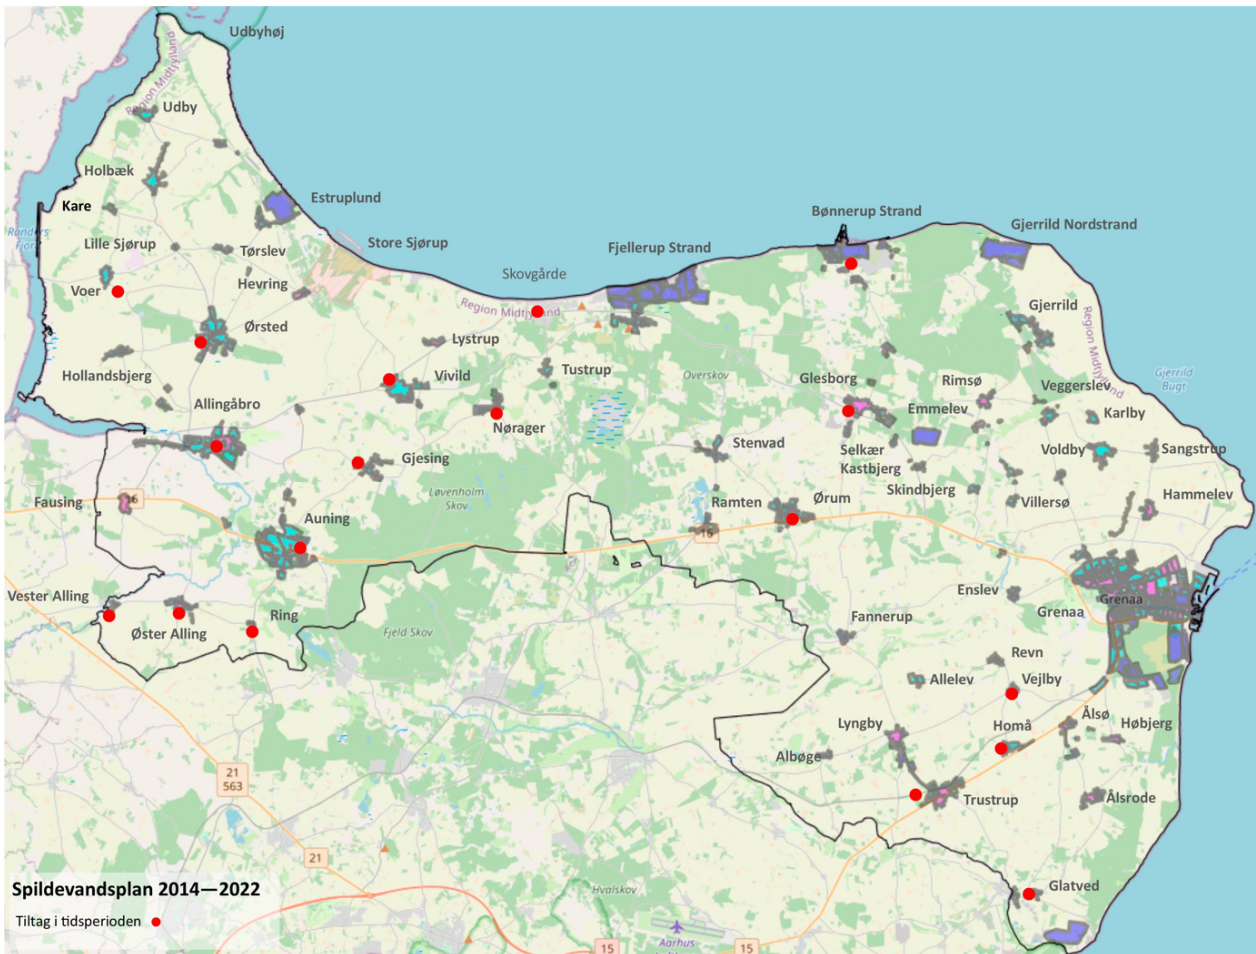 Udbyhøj
Region Midtjylland
Udby
Holbæk
Kare
Estruplund
Bønnerup Strand
Gjerrild Nordstrand
Randers
Fjord
Lille Sjørup
Tørslev
Store Sjørup
Fjellerup Strand
Skovgårde
Voer
Hevring
Region Midtjylland
Region Midtjylland
Gjerrild
Ørsted
Lystrup
Hollandsbjerg
Vivild
Tustrup
Overskov
Glesborg
Rimsø
Veggerslev
Gjerrild
Bugt
Allingåbro
Nørager
Emmelev
Karlby
Stenvad
Selkær
Kastbjerg
Voldby
Sangstrup
Gjesing
Skindbjerg
Fausing
16
Løvenholm
Skov
Ramten
Ørum
Villersø
Hammelev
Auning
16
Vester Alling
Enslev
Grenaa
Grenaa
Øster Alling
Ring
Fjeld Skov
Fannerup
Revn
Allelev
Vejlby
Lyngby
Homå
Ålsø
Høbjerg
Albøge
21
563
Trustrup
Ålsrode
21
Spildevandsplan 2014—2022
Tiltag i tidsperioden
Hvalskov
Glatved
15
Aarhus
15